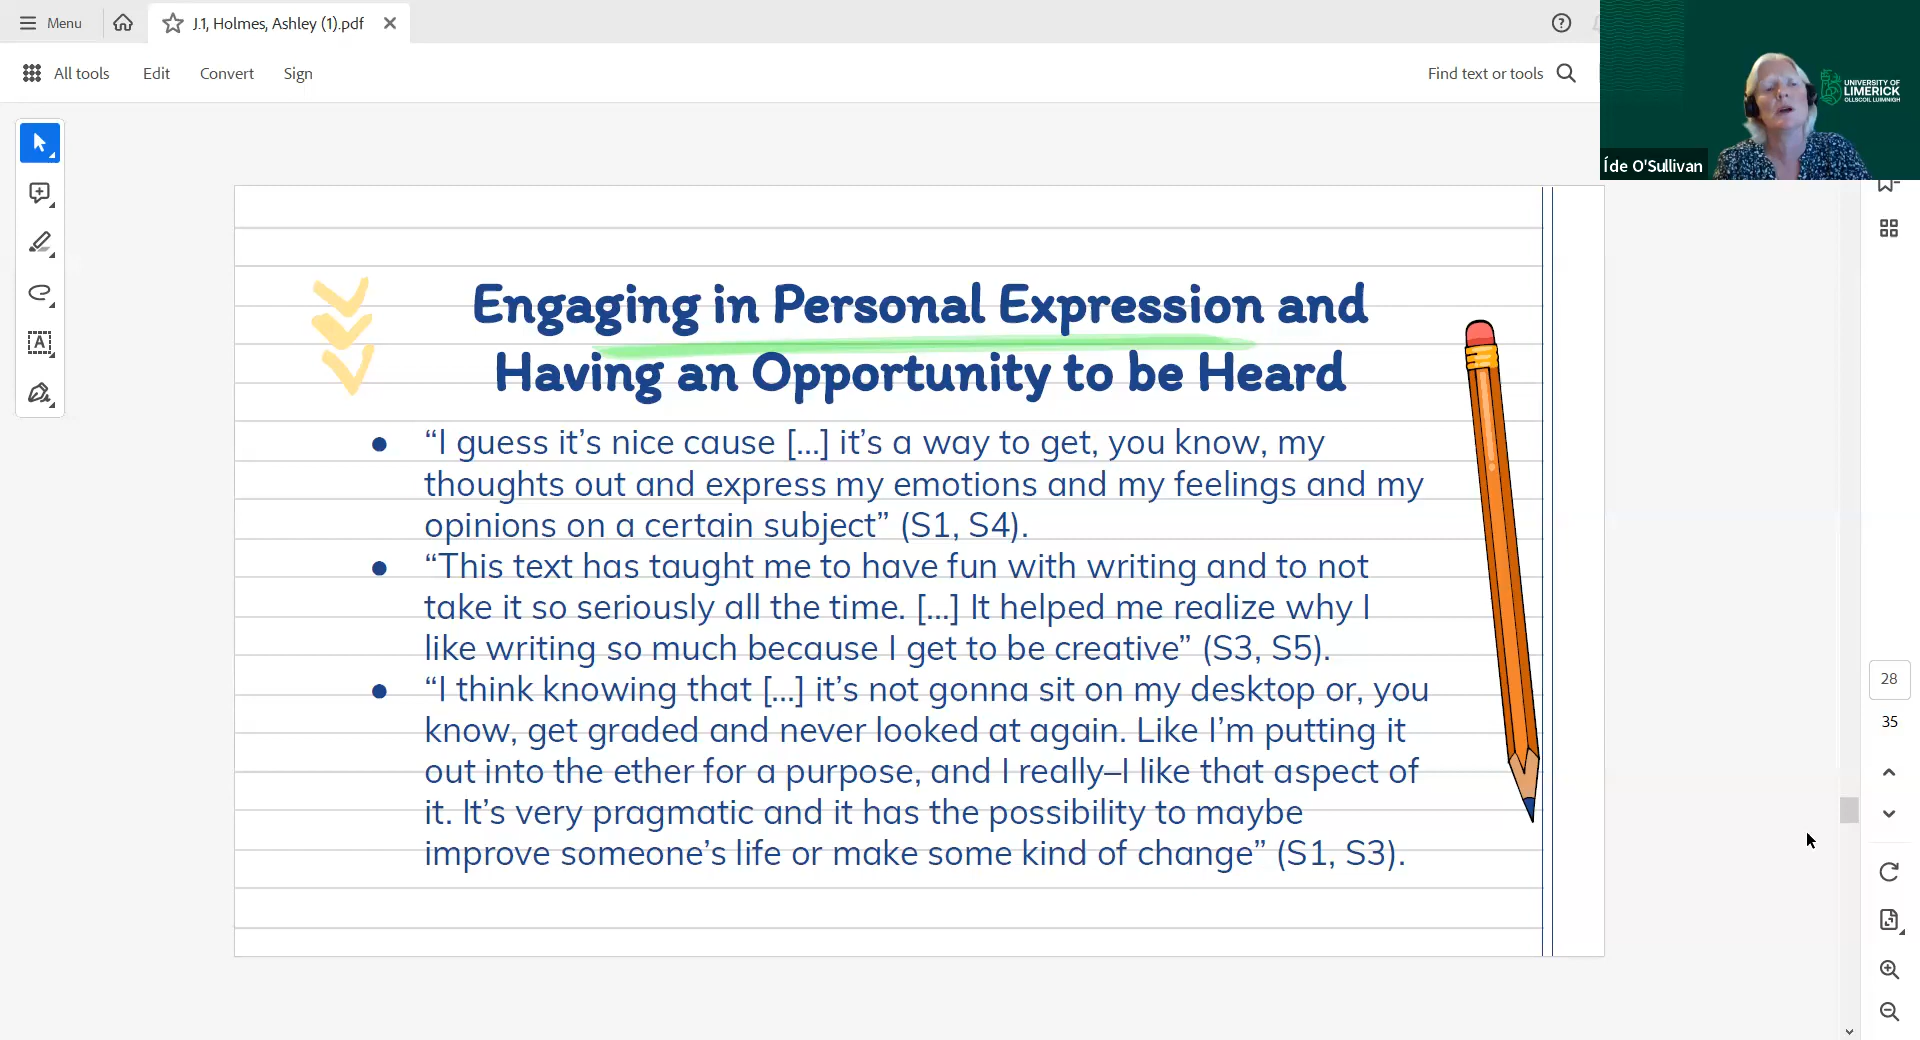 Menu
J.1, Holmes, Ashley (1).pdf
All tools
Edit
Convert
Sign
Find text or tools
UNIVERSITY OF
LIMERICK
OLLSCOIL LUIMNIGH
Íde O'Sullivan
Engaging in Personal Expression and
Having an Opportunity to be Heard
● “I guess it’s nice cause [...] it’s a way to get, you know, my
thoughts out and express my emotions and my feelings and my
opinions on a certain subject” (S1, S4).
● “This text has taught me to have fun with writing and to not
take it so seriously all the time. [...] It helped me realize why I
like writing so much because I get to be creative” (S3, S5).
● “I think knowing that [...] it’s not gonna sit on my desktop or, you
know, get graded and never looked at again. Like I’m putting it
out into the ether for a purpose, and I really–I like that aspect of
it. It’s very pragmatic and it has the possibility to maybe
improve someone’s life or make some kind of change” (S1, S3).
28
35